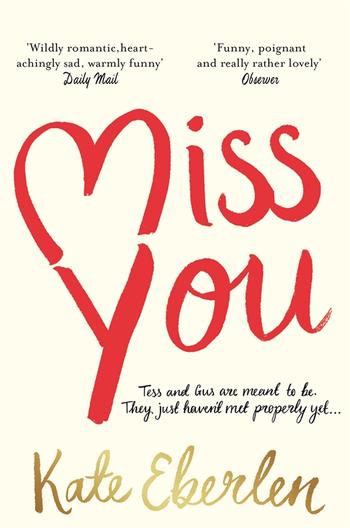 'Wildly romantic,heart-
achingly sad, warmly funny'
Daily Mail
'Funny, poignant
and really rather lovely'
Observer
Miss
You
Tess and Gus are meant to be.
They, just haven't met properly yet...
Kate Eberlen